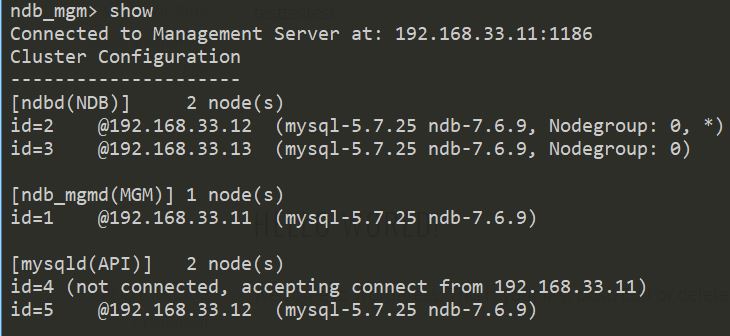 ndb_mgm> show
Connected to Management Server at: 192.168.33.11:1186
Cluster Configuration
---------------------
[ndbd(NDB)]     2 node(s)
id=2    @192.168.33.12  (mysql-5.7.25 ndb-7.6.9, Nodegroup: 0, *)
id=3    @192.168.33.13  (mysql-5.7.25 ndb-7.6.9, Nodegroup: 0)

[ndb_mgmd(MGM)] 1 node(s)
id=1    @192.168.33.11  (mysql-5.7.25 ndb-7.6.9)
HELLO WORLD!

[mysqld(API)]   2 node(s)
id=4 (not connected, accepting connect from 192.168.33.11)
id=5    @192.168.33.12  (mysql-5.7.25 ndb-7.6.9)